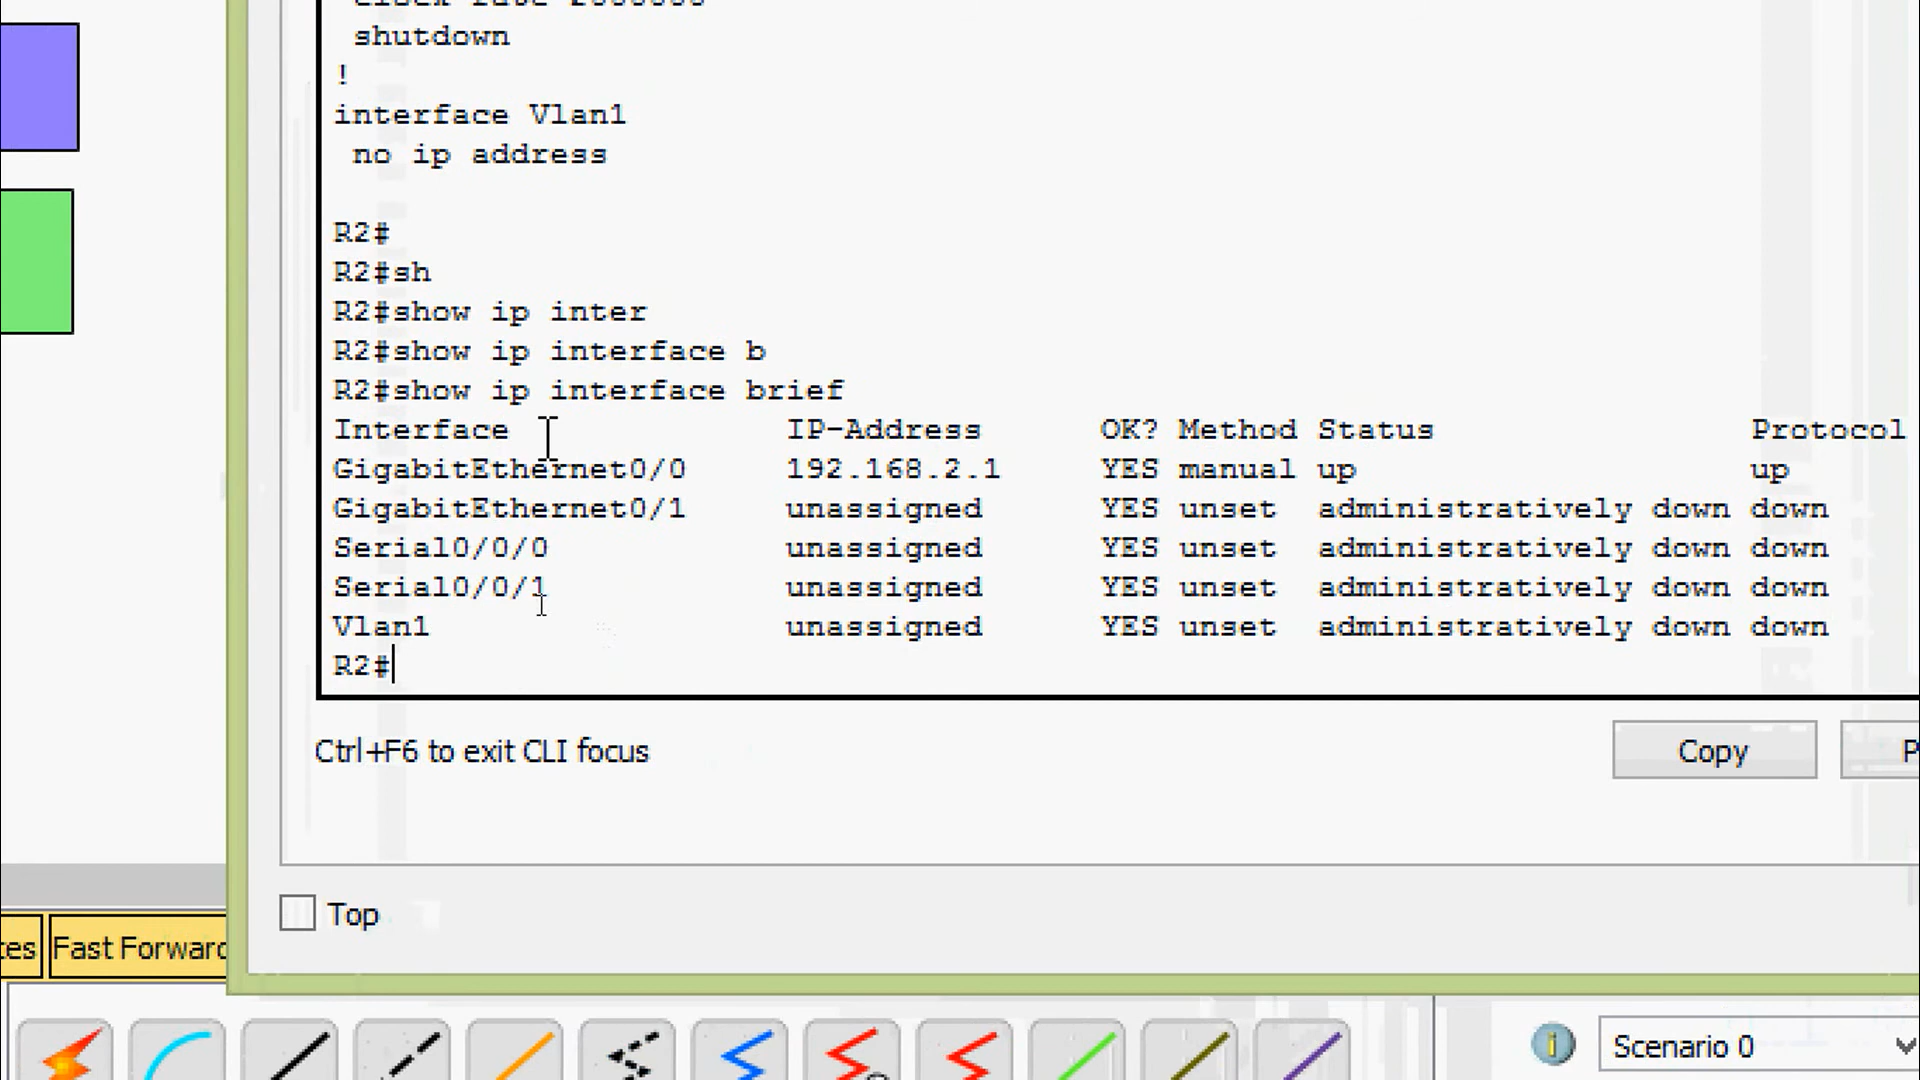 shutdown
!
interface Vlan1
no ip address
R2#
R2#sh
R2#show ip inter
R2#show ip interface b
R2#show ip interface brief
Interface IP-Address OK? Method Status Protocol
GigabitEthernet0/0 192.168.2.1 YES manual up up
GigabitEthernet0/1 unassigned YES unset administratively down down
Serial0/0/0 unassigned YES unset administratively down down
Serial0/0/1 unassigned YES unset administratively down down
Vlan1 unassigned YES unset administratively down down
R2#
Ctrl+F6 to exit CLI focus
Copy
Top
Fast Forward
Scenario 0